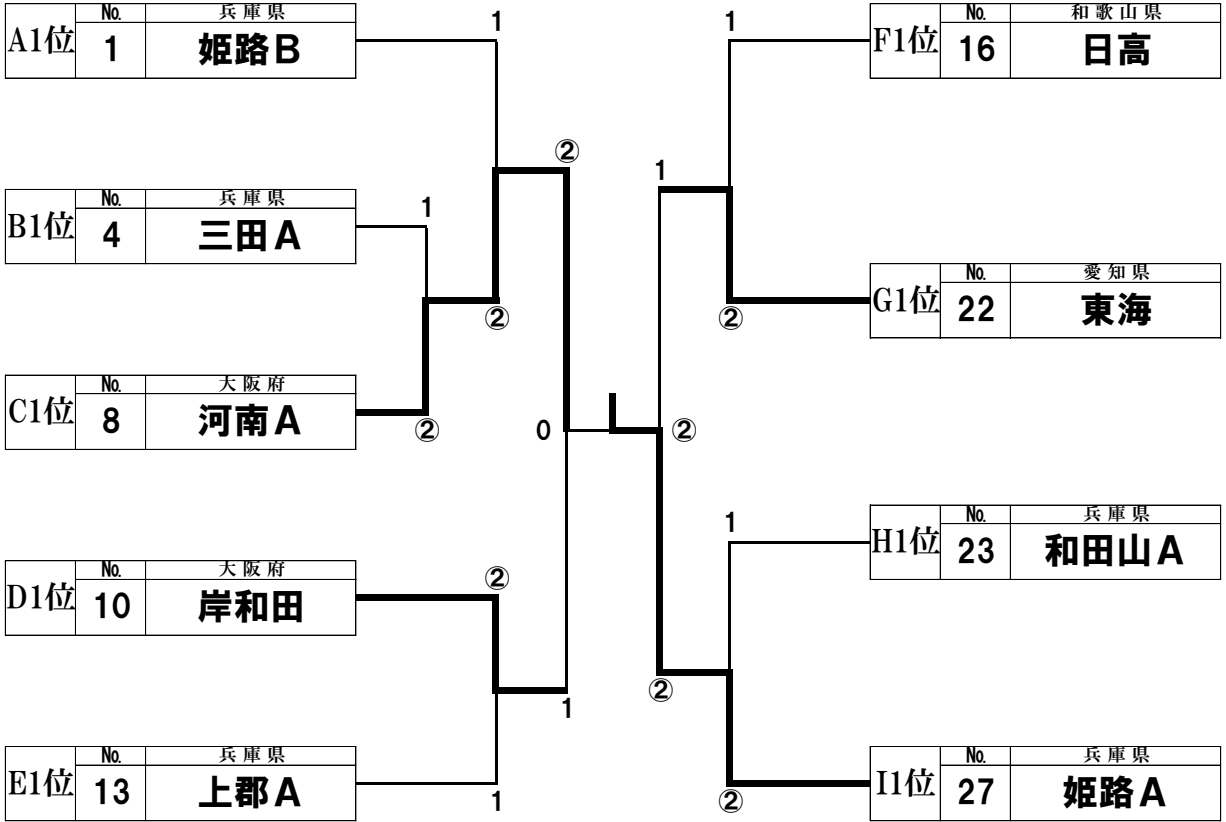 A1位 No. 兵庫県
1 姫路B
B1位 No. 兵庫県
4 三田A
C1位 No. 大阪府
8 河南A
D1位 No. 大阪府
10 岸和田
E1位 No. 兵庫県
13 上郡A
1
1
②
②
②
0
②
1
1
1
1
②
②
1
②
②
F1位 No. 和歌山県
16 日高
G1位 No. 愛知県
22 東海
H1位 No. 兵庫県
23 和田山A
I1位 No. 兵庫県
27 姫路A